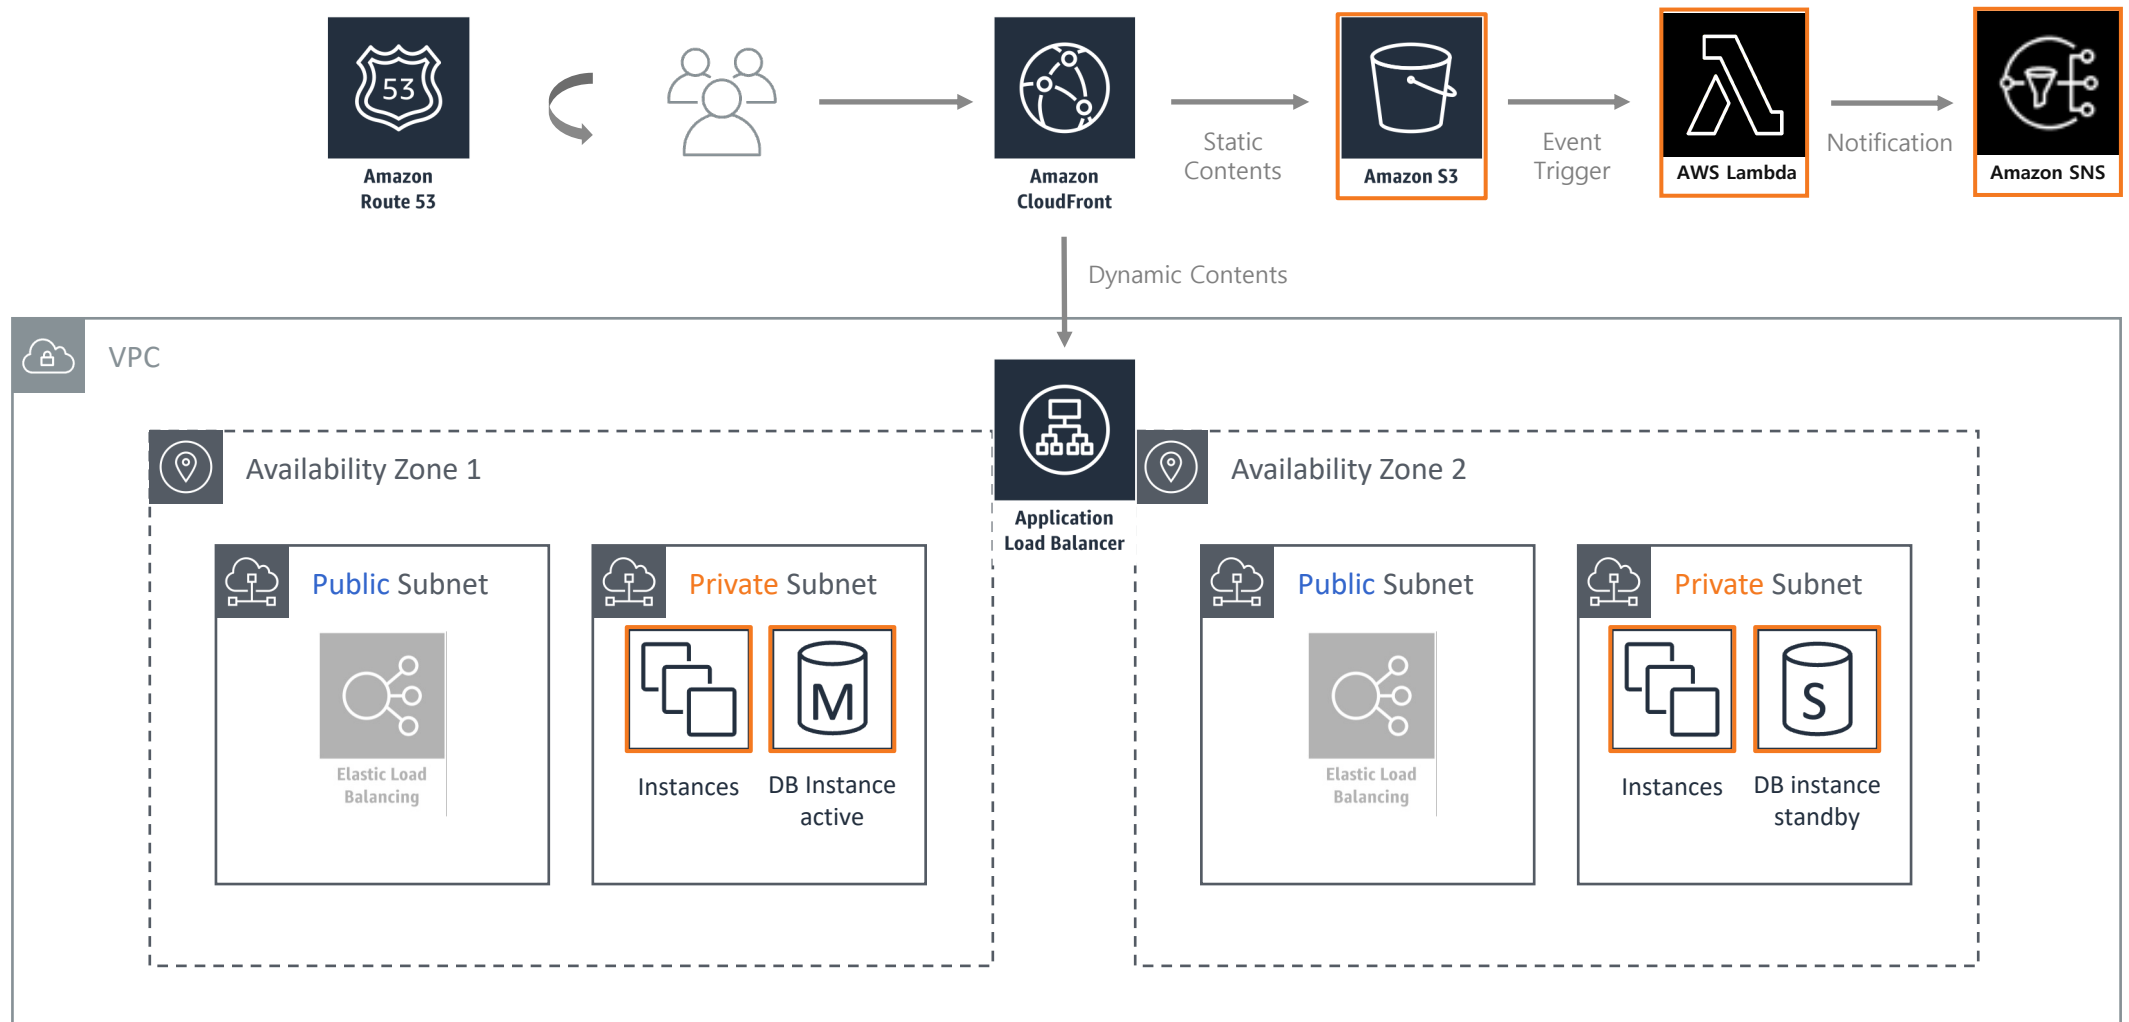 53
Amazon
Route 53
Amazon
CloudFront
Static
Contents
Amazon S3
Event
Trigger
AWS Lambda
Notification
Amazon SNS
Dynamic Contents
VPC
Application
Load Balancer
Availability Zone 1
Public Subnet
Elastic Load
Balancing
Private Subnet
Instances
M
DB Instance
active
Availability Zone 2
Public Subnet
Elastic Load
Balancing
Private Subnet
Instances
S
DB instance
standby